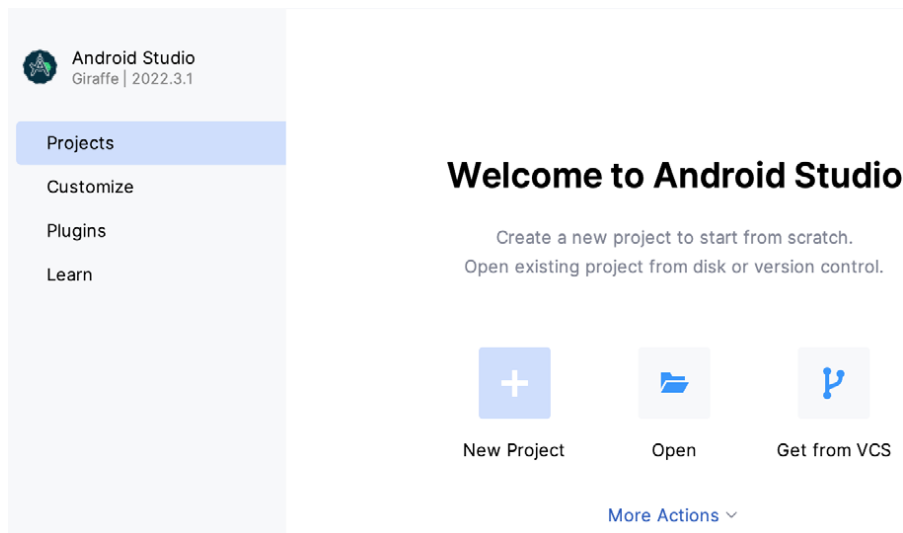 Android Studio
Giraffe | 2022.3.1
Projects
Customize
Plugins
Learn
Welcome to Android Studio
Create a new project to start from scratch.
Open existing project from disk or version control.
New Project
Open
Get from VCS
More Actions